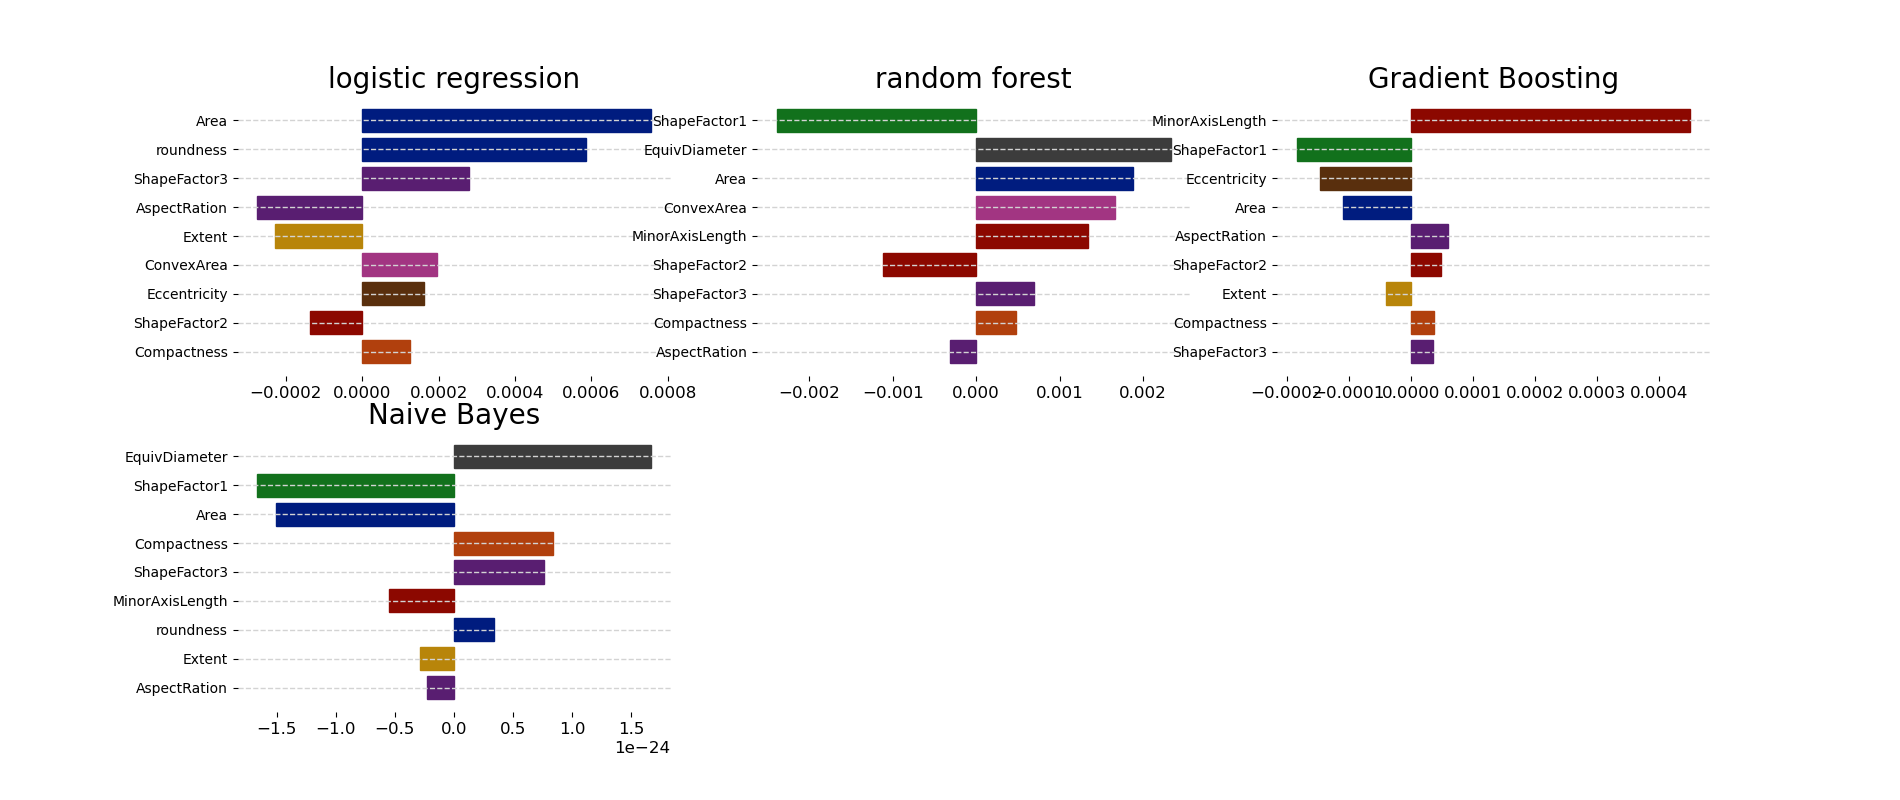 logistic regression
Area
roundness
ShapeFactor3
AspectRation
Extent
ConvexArea
Eccentricity
ShapeFactor2
Compactness
−0.0002 0.0000 0.0002 0.0004 0.0006 0.0008
random forest
ShapeFactor1
EquivDiameter
Area
ConvexArea
MinorAxisLength
ShapeFactor2
ShapeFactor3
Compactness
AspectRation
−0.002 −0.001 0.000 0.001 0.002
Gradient Boosting
MinorAxisLength
ShapeFactor1
Eccentricity
Area
AspectRation
ShapeFactor2
Extent
Compactness
ShapeFactor3
−0.0002 −0.0001 0.0000 0.0001 0.0002 0.0003 0.0004
Naive Bayes
EquivDiameter
ShapeFactor1
Area
Compactness
ShapeFactor3
MinorAxisLength
roundness
Extent
AspectRation
−1.5 −1.0 −0.5 0.0 0.5 1.0 1.5
1e−24